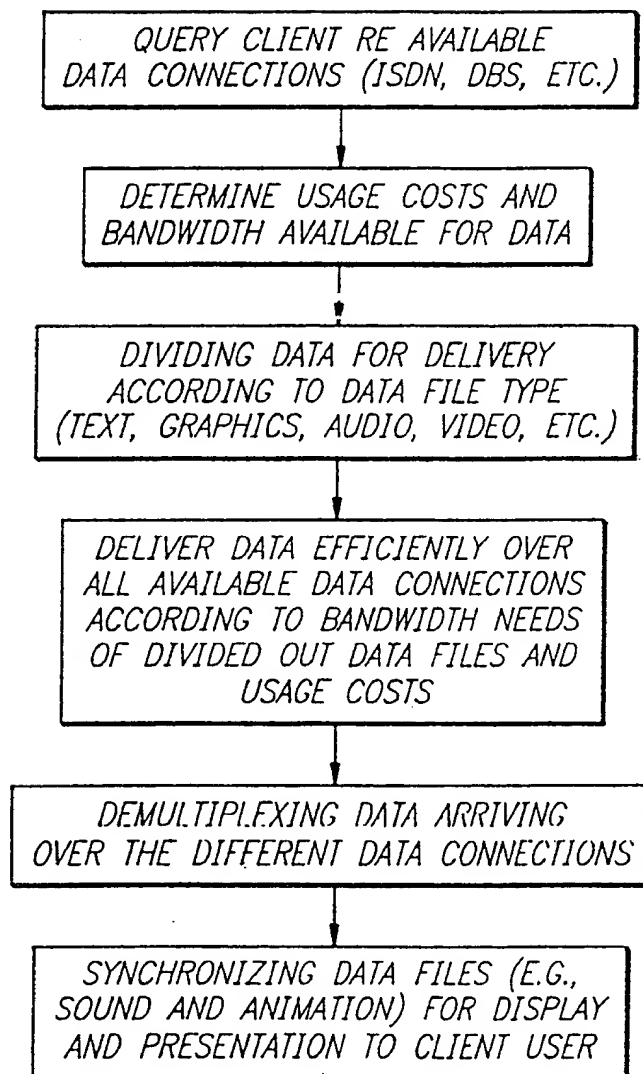 QUERY CLIENT RE AVAILABLE
DATA CONNECTIONS (ISDN, DBS, ETC.)
DETERMINE USAGE COSTS AND
BANDWIDTH AVAILABLE FOR DATA
DIVIDING DATA FOR DELIVERY
ACCORDING TO DATA FILE TYPE
(TEXT, GRAPHICS, AUDIO, VIDEO, ETC.)
DELIVER DATA EFFICIENTLY OVER
ALL AVAILABLE DATA CONNECTIONS
ACCORDING TO BANDWIDTH NEEDS
OF DIVIDED OUT DATA FILES AND
USAGE COSTS
DEMULTIPLEXING DATA ARRIVING
OVER THE DIFFERENT DATA CONNECTIONS
SYNCHRONIZING DATA FILES (E.G.,
SOUND AND ANIMATION) FOR DISPLAY
AND PRESENTATION TO CLIENT USER